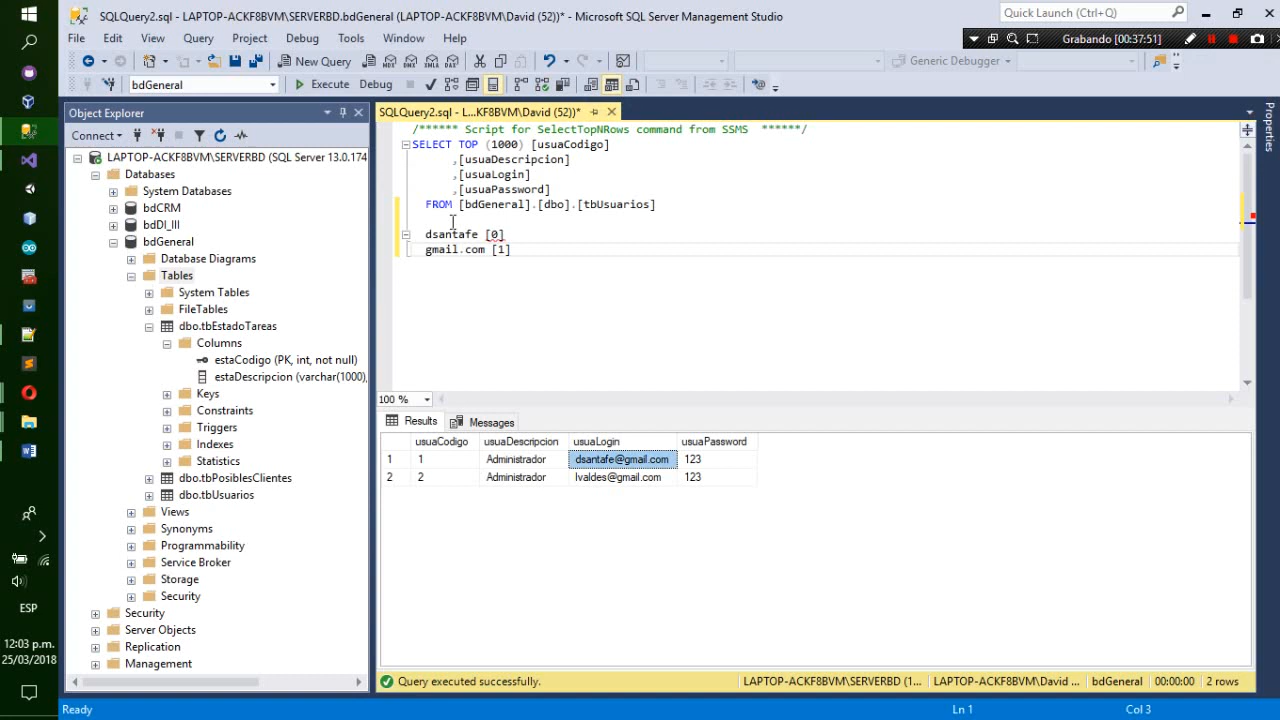 SQLQuery2.sql - LAPTOP-ACKF8BVM\SERVERBD.bdGeneral (LAPTOP-ACKF8BVM\David (52))* - Microsoft SQL Server Management Studio
Quick Launch (Ctrl+Q)
File Edit View Query Project Debug Tools Window Help
Grabando [00:37:51]
New Query
MDX DMX XMLA DAX
Generic Debugger
bdGeneral
Execute Debug
Object Explorer
SQLQuery2.sql - L...KF8BVM\David (52))*
Properties
Connect
LAPTOP-ACKF8BVM\SERVERBD (SQL Server 13.0.174
Databases
System Databases
bdCRM
bdDI_III
bdGeneral
Database Diagrams
Tables
System Tables
FileTables
dbo.tbEstadoTareas
Columns
estaCodigo (PK, int, not null)
estaDescripcion (varchar(1000),
Keys
Constraints
Triggers
Indexes
Statistics
dbo.tbPosiblesClientes
dbo.tbUsuarios
Views
Synonyms
Programmability
Service Broker
Storage
Security
Security
Server Objects
Replication
Management
/****** Script for SelectTopNRows command from SSMS ******/
SELECT TOP (1000) [usuaCodigo]
,[usuaDescripcion]
,[usuaLogin]
,[usuaPassword]
FROM [bdGeneral].[dbo].[tbUsuarios]
dsantafe [0]
gmail.com [1]
100 %
Results Messages
usuaCodigo usuaDescripcion usuaLogin usuaPassword
1 1 Administrador dsantafe@gmail.com 123
2 2 Administrador lvaldes@gmail.com 123
Query executed successfully.
LAPTOP-ACKF8BVM\SERVERBD (1... LAPTOP-ACKF8BVM\David ... bdGeneral 00:00:00 2 rows
Ready
Ln 1
Col 3
ESP
12:03 p.m.
25/03/2018